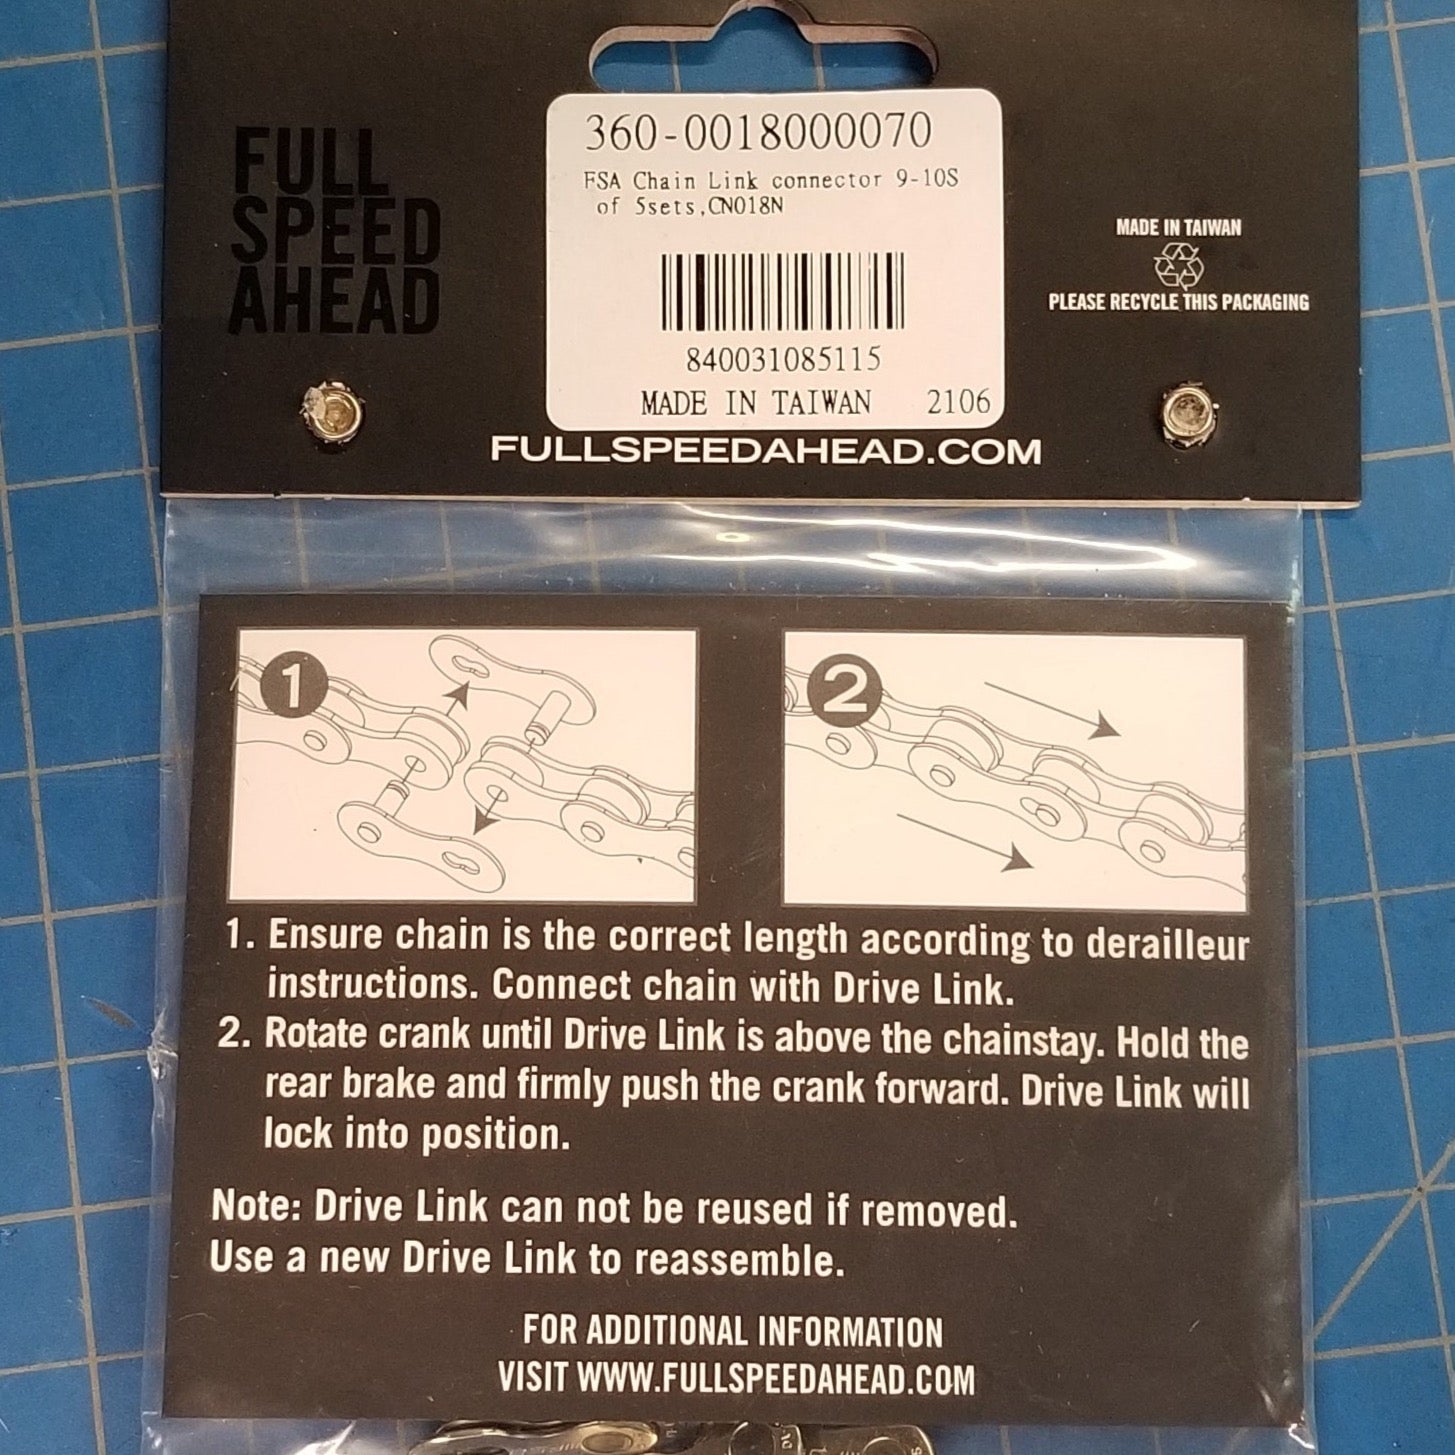 FULL
SPEED
AHEAD
360-0018000070
FSA Chain Link connector 9-10S
of 5sets,CN018N
840031085115
MADE IN TAIWAN 2106
MADE IN TAIWAN
PLEASE RECYCLE THIS PACKAGING
FULLSPEEDAHEAD.COM
1
2
1. Ensure chain is the correct length according to derailleur
instructions. Connect chain with Drive Link.
2. Rotate crank until Drive Link is above the chainstay. Hold the
rear brake and firmly push the crank forward. Drive Link will
lock into position.
Note: Drive Link can not be reused if removed.
Use a new Drive Link to reassemble.
FOR ADDITIONAL INFORMATION
VISIT WWW.FULLSPEEDAHEAD.COM